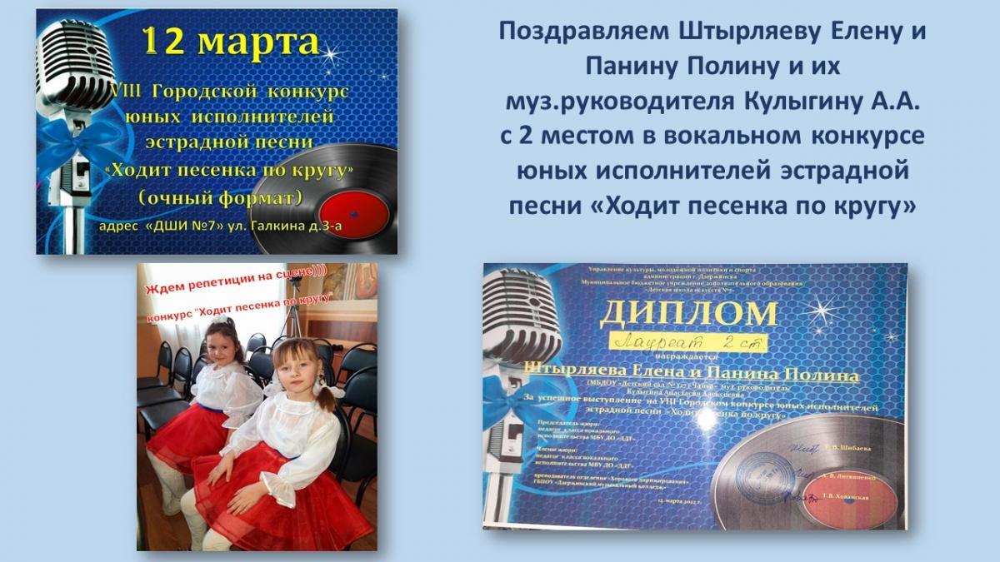 12 марта
VIII Городской конкурс
юных исполнителей
эстрадной песни
«Ходит песенка по кругу»
(очный формат)
адрес «ДШИ №7» ул. Галкина д.3-а
Поздравляем Штырляеву Елену и
Панину Полину и их
муз.руководителя Кулыгину А.А.
с 2 местом в вокальном конкурсе
юных исполнителей эстрадной
песни «Ходит песенка по кругу»
Ждем репетиции на сцене))))
конкурс "Ходит песенка по кругу"
Управление культуры, молодежной политики и спорта
администрации г. Дзержинска
Муниципальное бюджетное учреждение дополнительного образования
«Детская школа искусств №7»
ДИПЛОМ
Лауреат 2 ст.
награждается
Штырляева Елена и Панина Полина
(МБДОУ «Детский сад № муз. руководитель
Кулыгина Анастасия Алексеевна
За успешное выступление на VIII Городском конкурсе юных исполнителей
эстрадной песни «Ходит песенка по кругу»
Председатель жюри:
педагог класса вокального
исполнительства МБУ ДО «ДДТ»
Е. В. Шибаева
Члены жюри:
педагог класса вокального
исполнительства МБУ ДО «ДДТ»
А. В. Литвиненко
преподаватель отделения «Хорового дирижирования»
ГБПОУ «Дзержинский музыкальный колледж»
Т.В. Хованская
12 марта 2022 г.